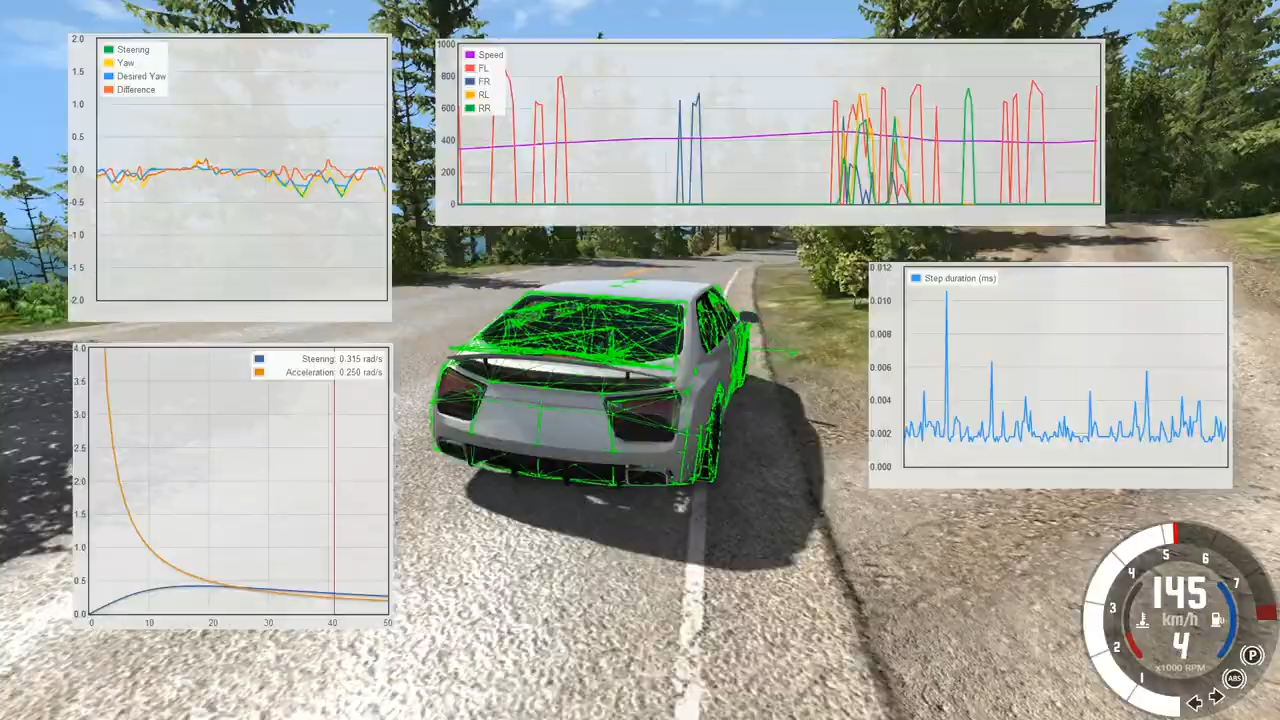 2.0
1.5
1.0
0.5
0.0
-0.5
-1.0
-1.5
-2.0
Steering
Yaw
Desired Yaw
Difference
1000
800
600
400
200
0
Speed
FL
FR
RL
RR
4.0
3.5
3.0
2.5
2.0
1.5
1.0
0.5
0.0
Steering: 0.315 rad/s
Acceleration: 0.250 rad/s
0 10 20 30 40 50
0.012
0.010
0.008
0.006
0.004
0.002
0.000
Step duration (ms)
1 2 3 4 5 6 7
145
km/h
4
x1000 RPM
P
ABS